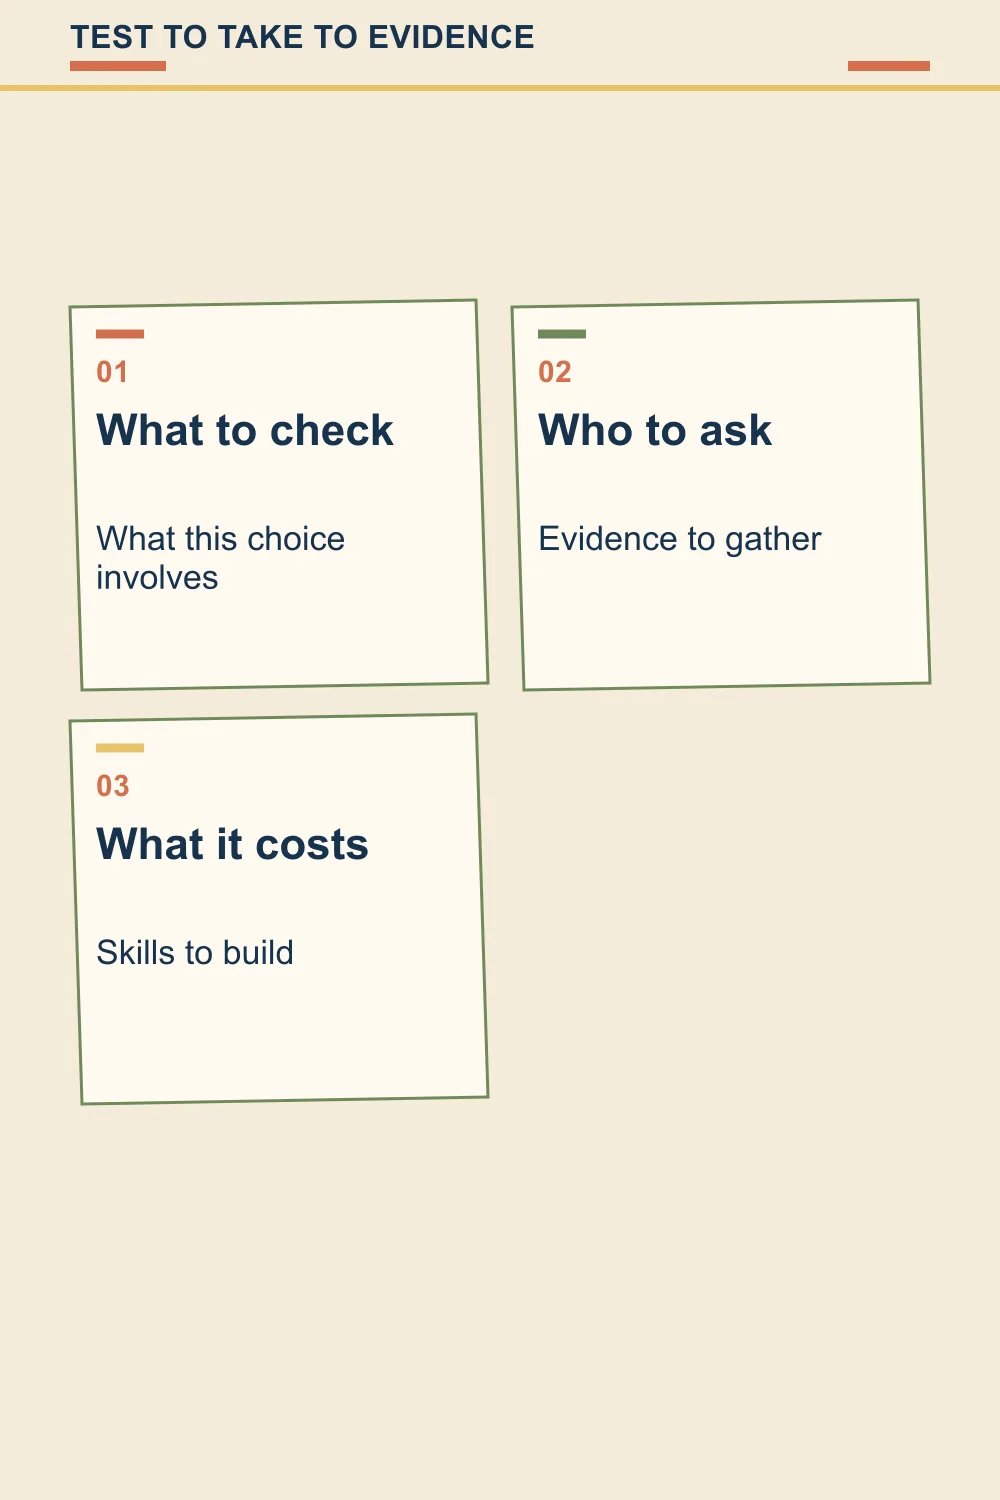 TEST TO TAKE TO EVIDENCE
01
What to check
What this choice
involves
02
Who to ask
Evidence to gather
03
What it costs
Skills to build